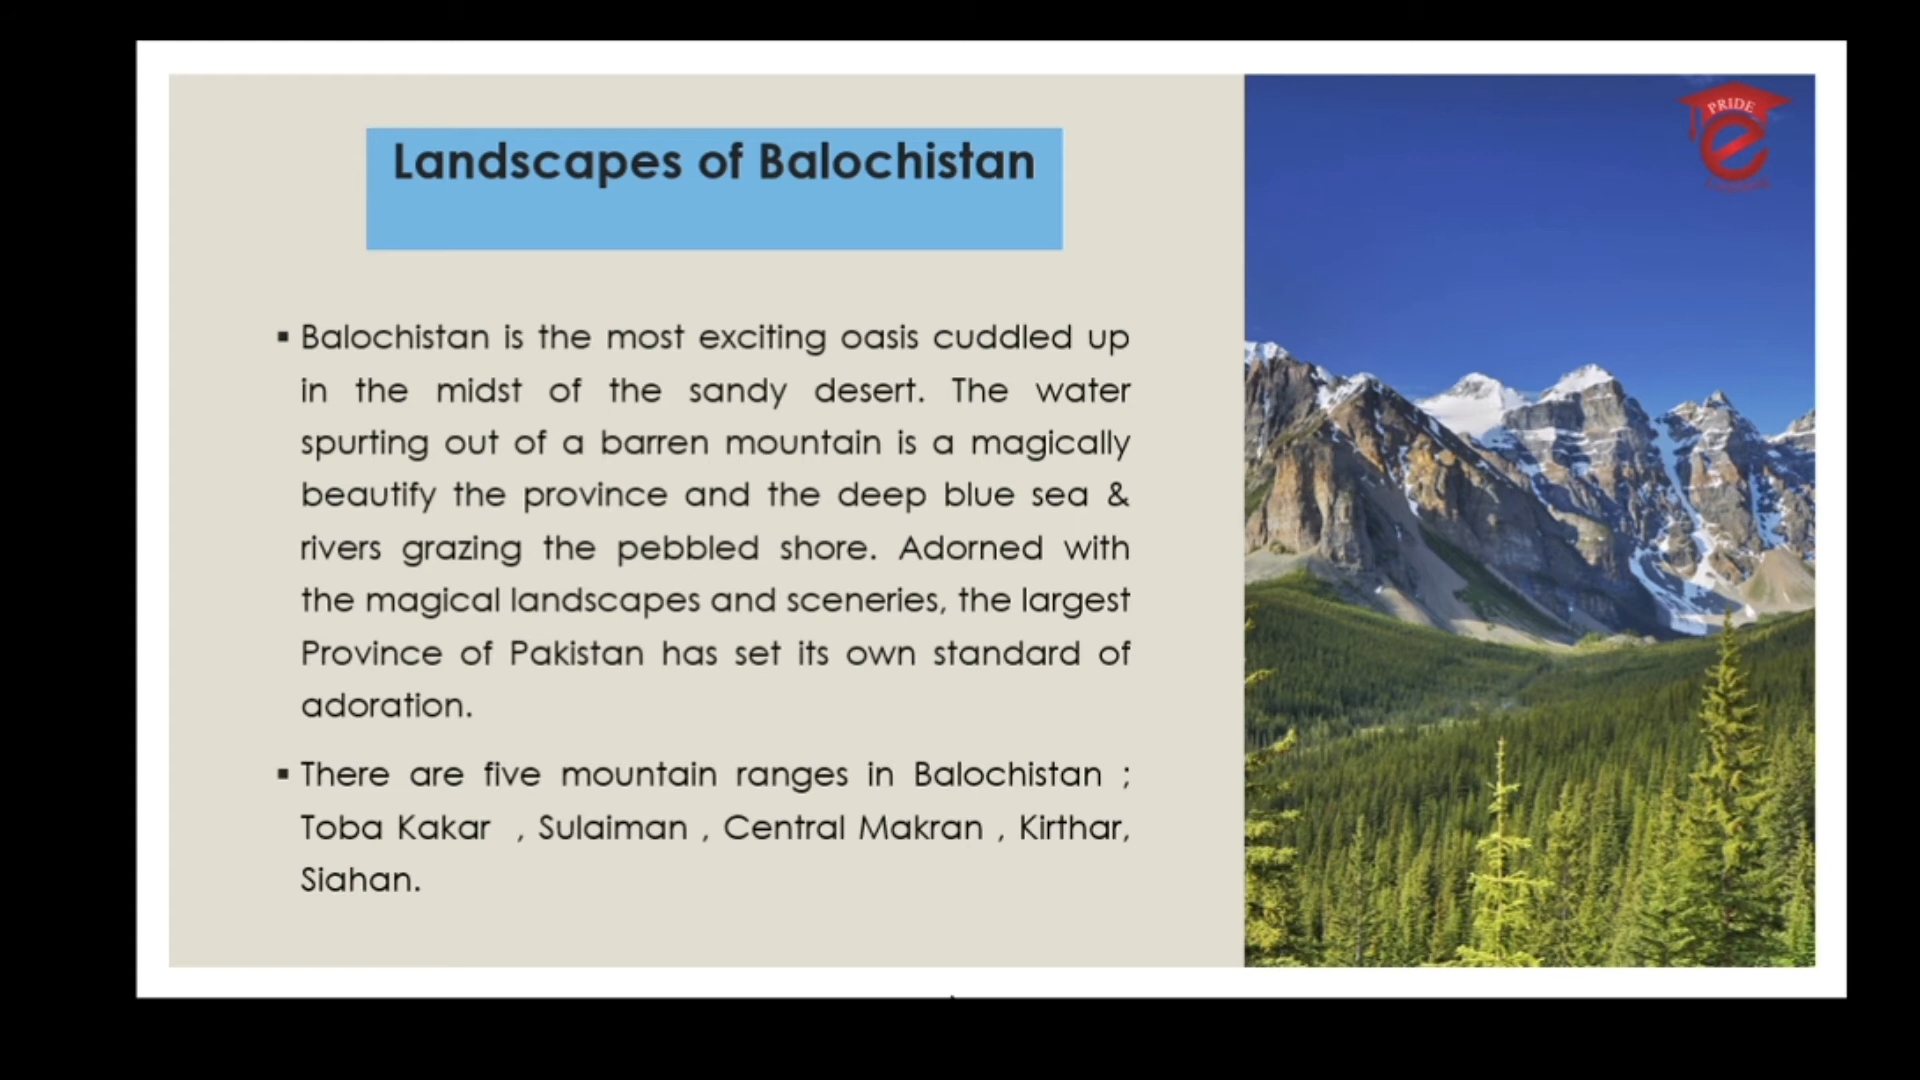 Landscapes of Balochistan
▪ Balochistan is the most exciting oasis cuddled up
in the midst of the sandy desert. The water
spurting out of a barren mountain is a magically
beautify the province and the deep blue sea &
rivers grazing the pebbled shore. Adorned with
the magical landscapes and sceneries, the largest
Province of Pakistan has set its own standard of
adoration.
▪ There are five mountain ranges in Balochistan ;
Toba Kakar , Sulaiman , Central Makran , Kirthar,
Siahan.
PRIDE
e